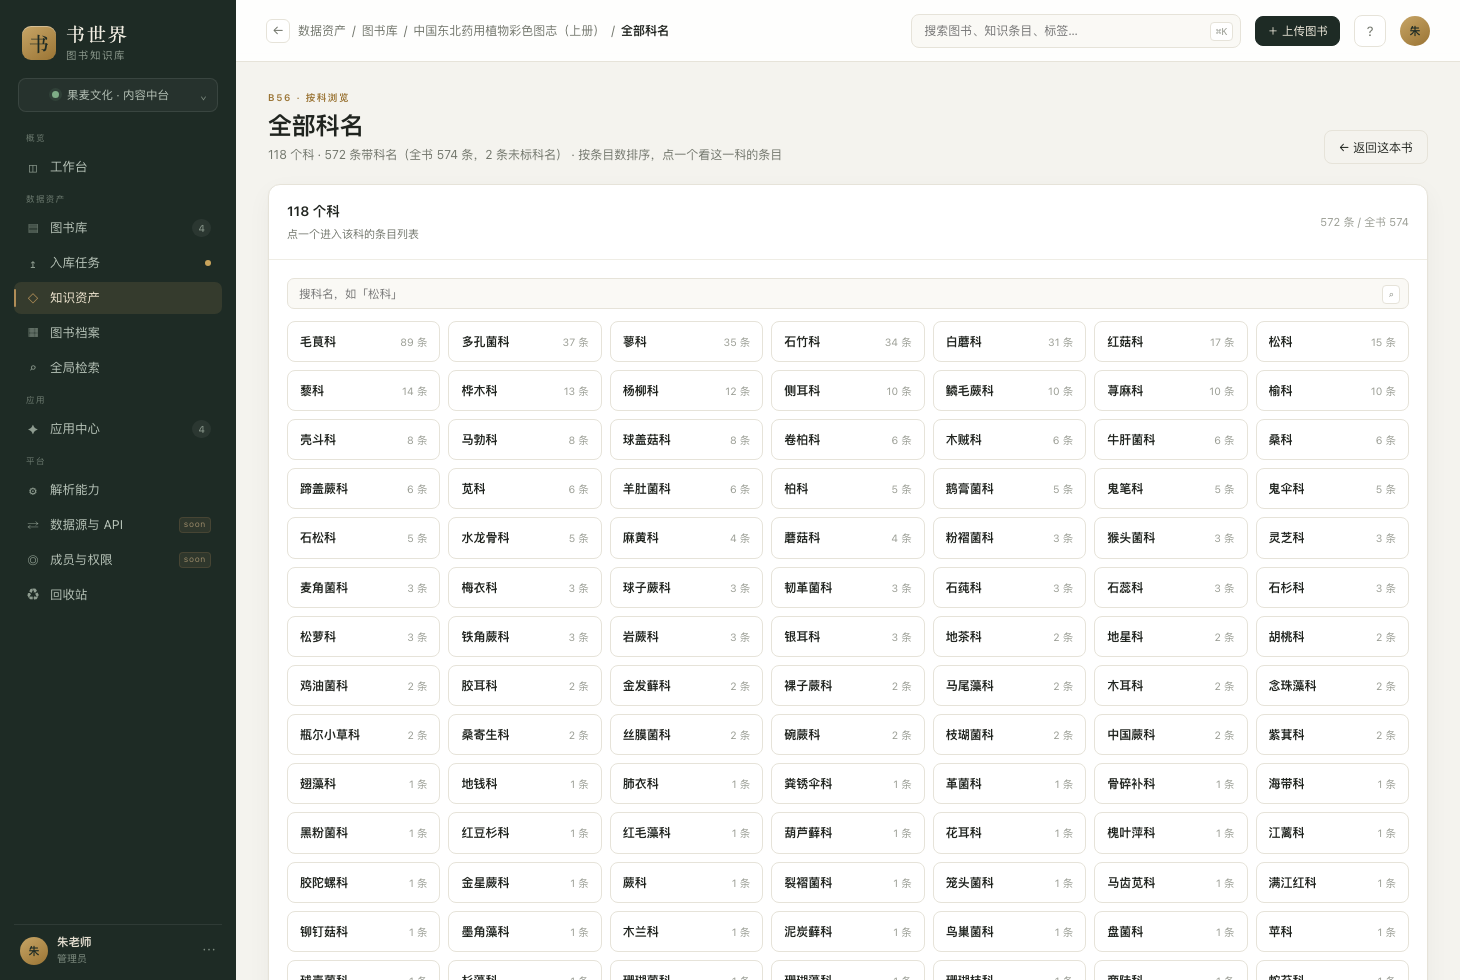 书 书世界
图书知识库
果麦文化 · 内容中台
概览
工作台
数据资产
图书库 4
入库任务
知识资产
图书档案
全局检索
应用
应用中心 4
平台
解析能力
数据源与 API soon
成员与权限 soon
回收站
朱 朱老师
管理员
← 数据资产 / 图书库 / 中国东北药用植物彩色图志（上册） / 全部科名
搜索图书、知识条目、标签… ⌘K
+ 上传图书
?
朱
B56 · 按科浏览
全部科名
118 个科 · 572 条带科名（全书 574 条，2 条未标科名） · 按条目数排序，点一个看这一科的条目
← 返回这本书
118 个科
点一个进入该科的条目列表
572 条 / 全书 574
搜科名，如「松科」
毛茛科 89 条 多孔菌科 37 条 蓼科 35 条 石竹科 34 条 白蘑科 31 条 红菇科 17 条 松科 15 条
藜科 14 条 桦木科 13 条 杨柳科 12 条 侧耳科 10 条 鳞毛蕨科 10 条 荨麻科 10 条 榆科 10 条
壳斗科 8 条 马勃科 8 条 球盖菇科 8 条 卷柏科 6 条 木贼科 6 条 牛肝菌科 6 条 桑科 6 条
蹄盖蕨科 6 条 苋科 6 条 羊肚菌科 6 条 柏科 5 条 鹅膏菌科 5 条 鬼笔科 5 条 鬼伞科 5 条
石松科 5 条 水龙骨科 5 条 麻黄科 4 条 蘑菇科 4 条 粉褶菌科 3 条 猴头菌科 3 条 灵芝科 3 条
麦角菌科 3 条 梅衣科 3 条 球子蕨科 3 条 韧革菌科 3 条 石莼科 3 条 石蕊科 3 条 石杉科 3 条
松萝科 3 条 铁角蕨科 3 条 岩蕨科 3 条 银耳科 3 条 地茶科 2 条 地星科 2 条 胡桃科 2 条
鸡油菌科 2 条 胶耳科 2 条 金发藓科 2 条 裸子蕨科 2 条 马尾藻科 2 条 木耳科 2 条 念珠藻科 2 条
瓶尔小草科 2 条 桑寄生科 2 条 丝膜菌科 2 条 碗蕨科 2 条 枝瑚菌科 2 条 中国蕨科 2 条 紫萁科 2 条
翅藻科 1 条 地钱科 1 条 肺衣科 1 条 粪锈伞科 1 条 革菌科 1 条 骨碎补科 1 条 海带科 1 条
黑粉菌科 1 条 红豆杉科 1 条 红毛藻科 1 条 葫芦藓科 1 条 花耳科 1 条 槐叶萍科 1 条 江蓠科 1 条
胶陀螺科 1 条 金星蕨科 1 条 蕨科 1 条 裂褶菌科 1 条 笼头菌科 1 条 马齿苋科 1 条 满江红科 1 条
铆钉菇科 1 条 墨角藻科 1 条 木兰科 1 条 泥炭藓科 1 条 鸟巢菌科 1 条 盘菌科 1 条 苹科 1 条